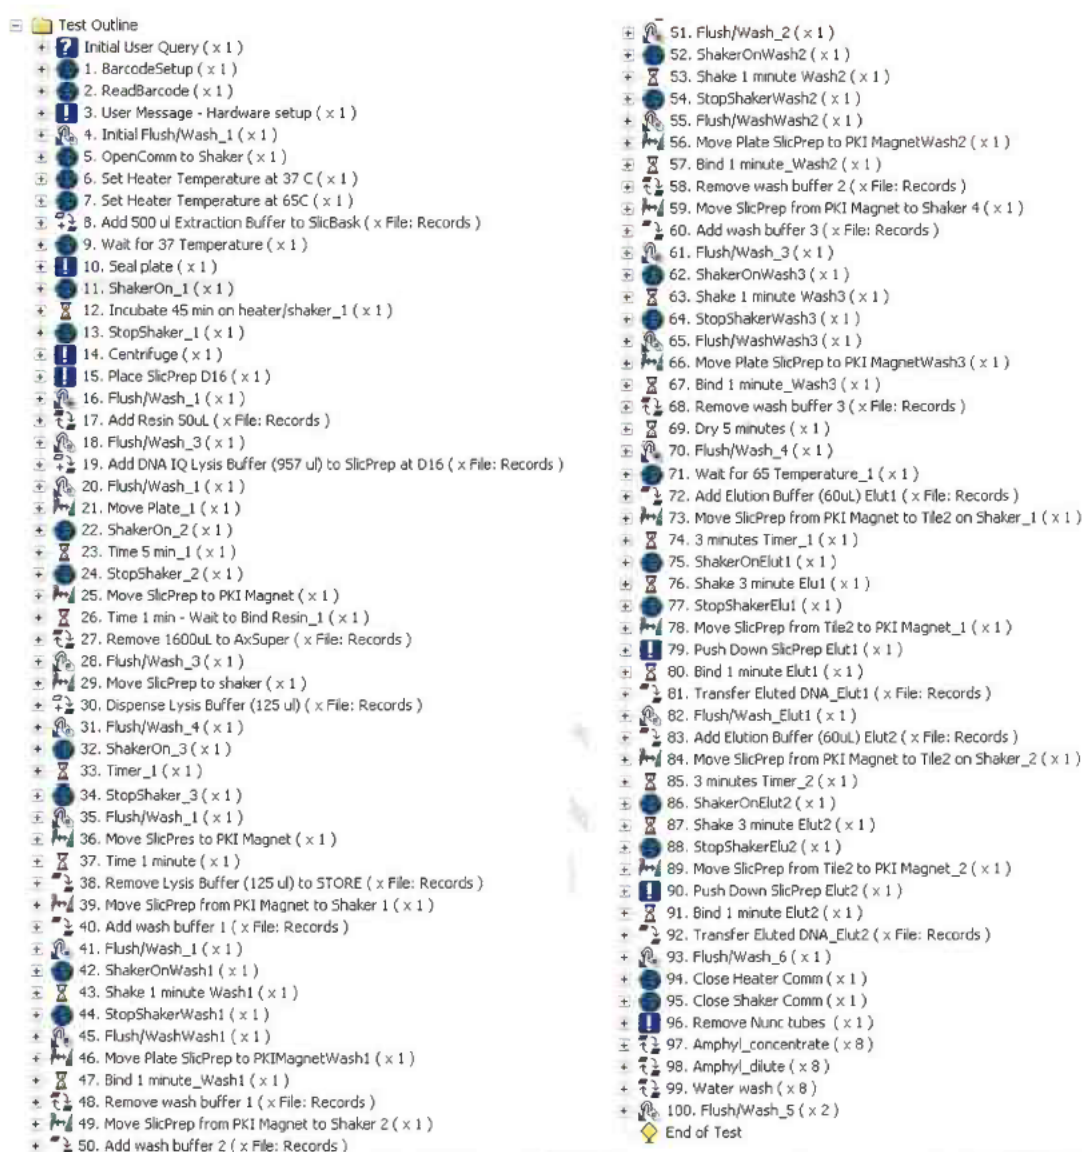 Test Outline
Initial User Query ( x 1 )
1. BarcodeSetup ( x 1 )
2. ReadBarcode ( x 1 )
3. User Message - Hardware setup ( x 1 )
4. Initial Flush/Wash_1 ( x 1 )
5. OpenComm to Shaker ( x 1 )
6. Set Heater Temperature at 37 C ( x 1 )
7. Set Heater Temperature at 65C ( x 1 )
8. Add 500 ul Extraction Buffer to SlicBask ( x File: Records )
9. Wait for 37 Temperature ( x 1 )
10. Seal plate ( x 1 )
11. ShakerOn_1 ( x 1 )
12. Incubate 45 min on heater/shaker_1 ( x 1 )
13. StopShaker_1 ( x 1 )
14. Centrifuge ( x 1 )
15. Place SlicPrep D16 ( x 1 )
16. Flush/Wash_1 ( x 1 )
17. Add Resin 50uL ( x File: Records )
18. Flush/Wash_3 ( x 1 )
19. Add DNA IQ Lysis Buffer (957 ul) to SlicPrep at D16 ( x File: Records )
20. Flush/Wash_1 ( x 1 )
21. Move Plate_1 ( x 1 )
22. ShakerOn_2 ( x 1 )
23. Time 5 min_1 ( x 1 )
24. StopShaker_2 ( x 1 )
25. Move SlicPrep to PKI Magnet ( x 1 )
26. Time 1 min - Wait to Bind Resin_1 ( x 1 )
27. Remove 1600uL to AxSuper ( x File: Records )
28. Flush/Wash_3 ( x 1 )
29. Move SlicPrep to shaker ( x 1 )
30. Dispense Lysis Buffer (125 ul) ( x File: Records )
31. Flush/Wash_4 ( x 1 )
32. ShakerOn_3 ( x 1 )
33. Timer_1 ( x 1 )
34. StopShaker_3 ( x 1 )
35. Flush/Wash_1 ( x 1 )
36. Move SlicPres to PKI Magnet ( x 1 )
37. Time 1 minute ( x 1 )
38. Remove Lysis Buffer (125 ul) to STORE ( x File: Records )
39. Move SlicPrep from PKI Magnet to Shaker 1 ( x 1 )
40. Add wash buffer 1 ( x File: Records )
41. Flush/Wash_1 ( x 1 )
42. ShakerOnWash1 ( x 1 )
43. Shake 1 minute Wash1 ( x 1 )
44. StopShakerWash1 ( x 1 )
45. Flush/WashWash1 ( x 1 )
46. Move Plate SlicPrep to PKIMagnetWash1 ( x 1 )
47. Bind 1 minute_Wash1 ( x 1 )
48. Remove wash buffer 1 ( x File: Records )
49. Move SlicPrep from PKI Magnet to Shaker 2 ( x 1 )
50. Add wash buffer 2 ( x File: Records )
51. Flush/Wash_2 ( x 1 )
52. ShakerOnWash2 ( x 1 )
53. Shake 1 minute Wash2 ( x 1 )
54. StopShakerWash2 ( x 1 )
55. Flush/WashWash2 ( x 1 )
56. Move Plate SlicPrep to PKI MagnetWash2 ( x 1 )
57. Bind 1 minute_Wash2 ( x 1 )
58. Remove wash buffer 2 ( x File: Records )
59. Move SlicPrep from PKI Magnet to Shaker 4 ( x 1 )
60. Add wash buffer 3 ( x File: Records )
61. Flush/Wash_3 ( x 1 )
62. ShakerOnWash3 ( x 1 )
63. Shake 1 minute Wash3 ( x 1 )
64. StopShakerWash3 ( x 1 )
65. Flush/WashWash3 ( x 1 )
66. Move Plate SlicPrep to PKI MagnetWash3 ( x 1 )
67. Bind 1 minute_Wash3 ( x 1 )
68. Remove wash buffer 3 ( x File: Records )
69. Dry 5 minutes ( x 1 )
70. Flush/Wash_4 ( x 1 )
71. Wait for 65 Temperature_1 ( x 1 )
72. Add Elution Buffer (60uL) Elut1 ( x File: Records )
73. Move SlicPrep from PKI Magnet to Tile2 on Shaker_1 ( x 1 )
74. 3 minutes Timer_1 ( x 1 )
75. ShakerOnElut1 ( x 1 )
76. Shake 3 minute Elu1 ( x 1 )
77. StopShakerElu1 ( x 1 )
78. Move SlicPrep from Tile2 to PKI Magnet_1 ( x 1 )
79. Push Down SlicPrep Elut1 ( x 1 )
80. Bind 1 minute Elut1 ( x 1 )
81. Transfer Eluted DNA_Elut1 ( x File: Records )
82. Flush/Wash_Elut1 ( x 1 )
83. Add Elution Buffer (60uL) Elut2 ( x File: Records )
84. Move SlicPrep from PKI Magnet to Tile2 on Shaker_2 ( x 1 )
85. 3 minutes Timer_2 ( x 1 )
86. ShakerOnElut2 ( x 1 )
87. Shake 3 minute Elut2 ( x 1 )
88. StopShakerElu2 ( x 1 )
89. Move SlicPrep from Tile2 to PKI Magnet_2 ( x 1 )
90. Push Down SlicPrep Elut2 ( x 1 )
91. Bind 1 minute Elut2 ( x 1 )
92. Transfer Eluted DNA_Elut2 ( x File: Records )
93. Flush/Wash_6 ( x 1 )
94. Close Heater Comm ( x 1 )
95. Close Shaker Comm ( x 1 )
96. Remove Nunc tubes ( x 1 )
97. Amphyl_concentrate ( x 8 )
98. Amphyl_dilute ( x 8 )
99. Water wash ( x 8 )
100. Flush/Wash_5 ( x 2 )
End of Test